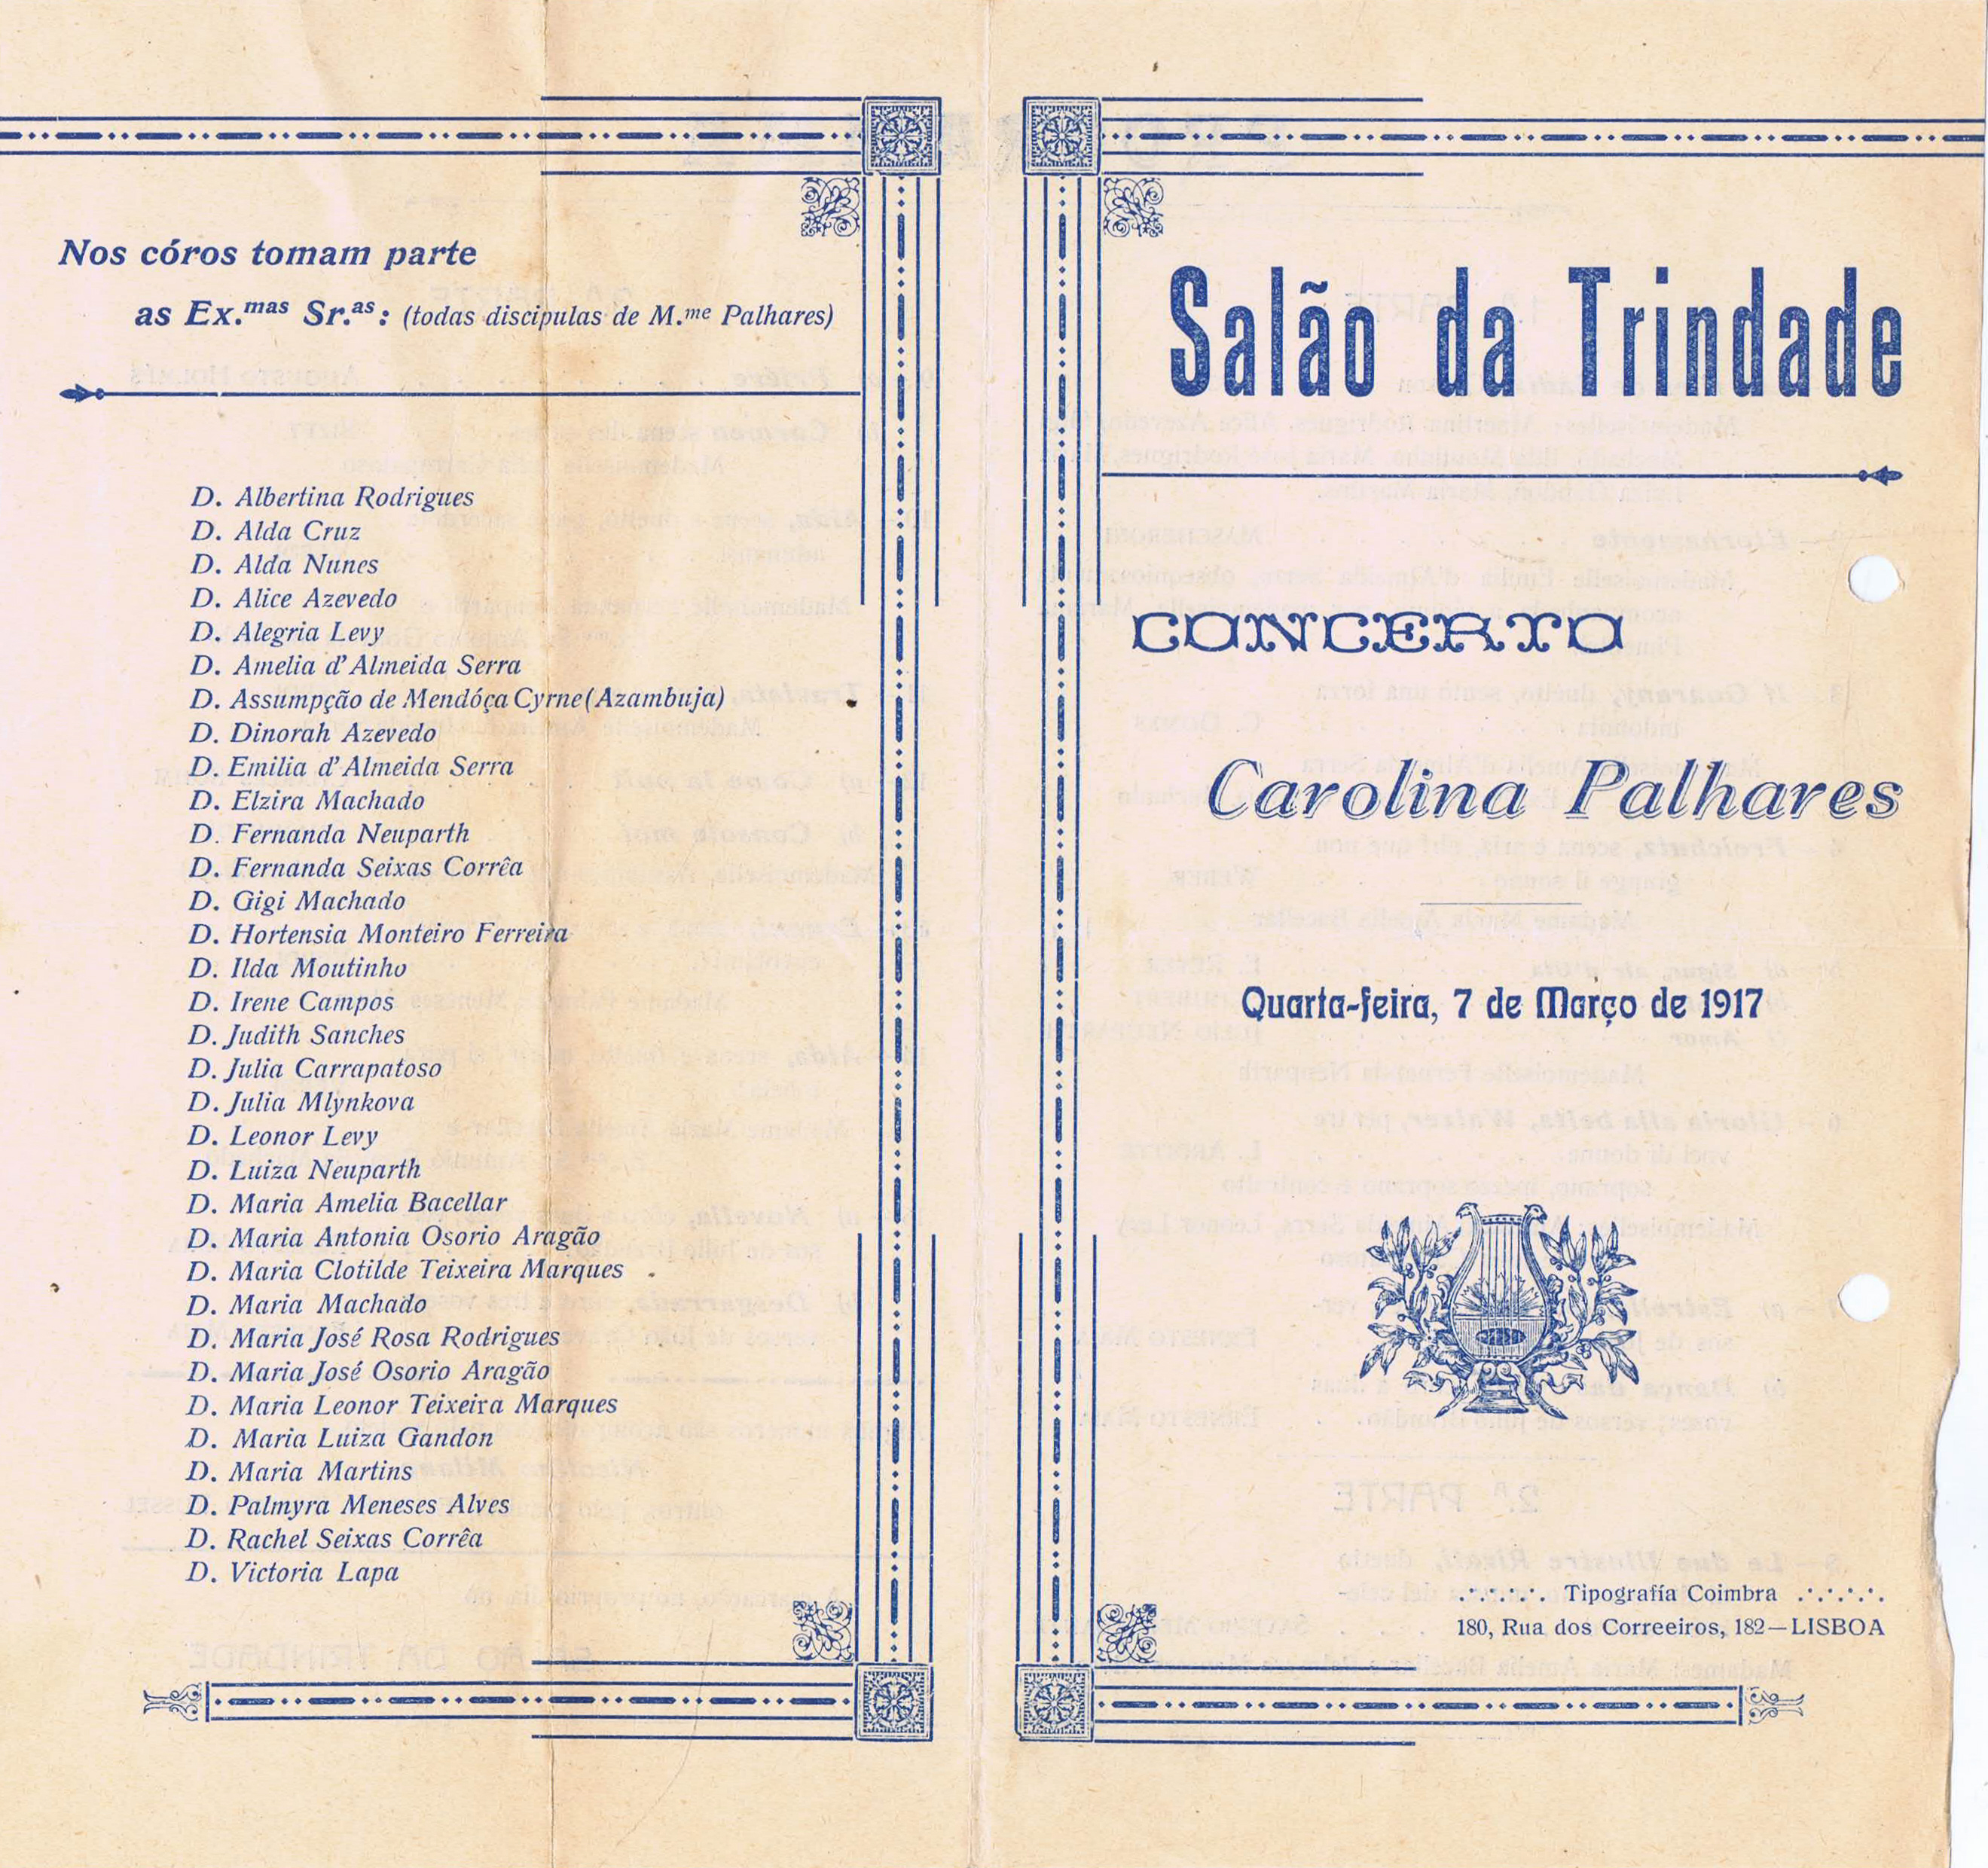 Nos córos tomam parte
as Ex.mas Sr.as: (todas discipulas de M.me Palhares)
D. Albertina Rodrigues
D. Alda Cruz
D. Alda Nunes
D. Alice Azevedo
D. Alegria Levy
D. Amelia d'Almeida Serra
D. Assumpção de Mendóça Cyrne (Azambuja)
D. Dinorah Azevedo
D. Emilia d'Almeida Serra
D. Elzira Machado
D. Fernanda Neuparth
D. Fernanda Seixas Corrêa
D. Gigi Machado
D. Hortensia Monteiro Ferreira
D. Ilda Moutinho
D. Irene Campos
D. Judith Sanches
D. Julia Carrapatoso
D. Julia Mlynkova
D. Leonor Levy
D. Luiza Neuparth
D. Maria Amelia Bacellar
D. Maria Antonia Osorio Aragão
D. Maria Clotilde Teixeira Marques
D. Maria Machado
D. Maria José Rosa Rodrigues
D. Maria José Osorio Aragão
D. Maria Leonor Teixeira Marques
D. Maria Luiza Gandon
D. Maria Martins
D. Palmyra Meneses Alves
D. Rachel Seixas Corrêa
D. Victoria Lapa
Salão da Trindade
CONCERTO
Carolina Palhares
Quarta-feira, 7 de Março de 1917
Tipografía Coimbra
180, Rua dos Correeiros, 182—LISBOA